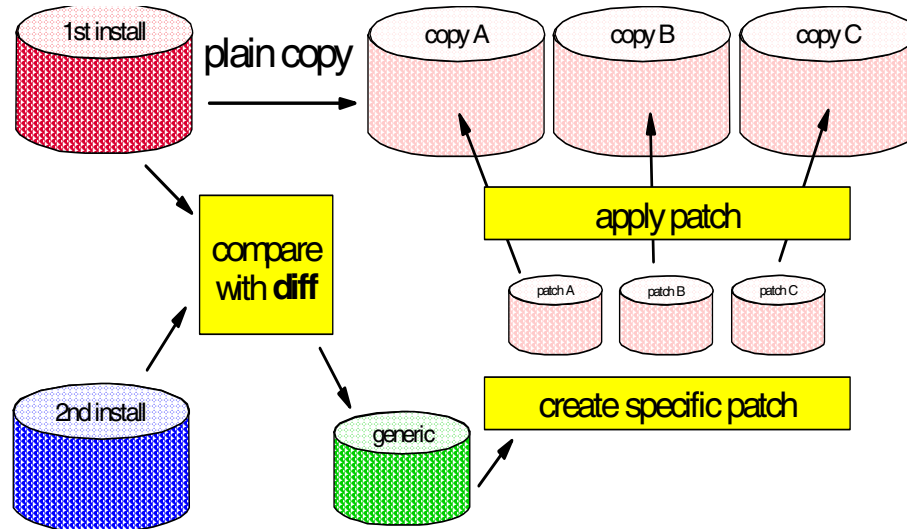 1st install
plain copy
copy A
copy B
copy C
compare
with diff
apply patch
patch A
patch B
patch C
2nd install
generic
create specific patch